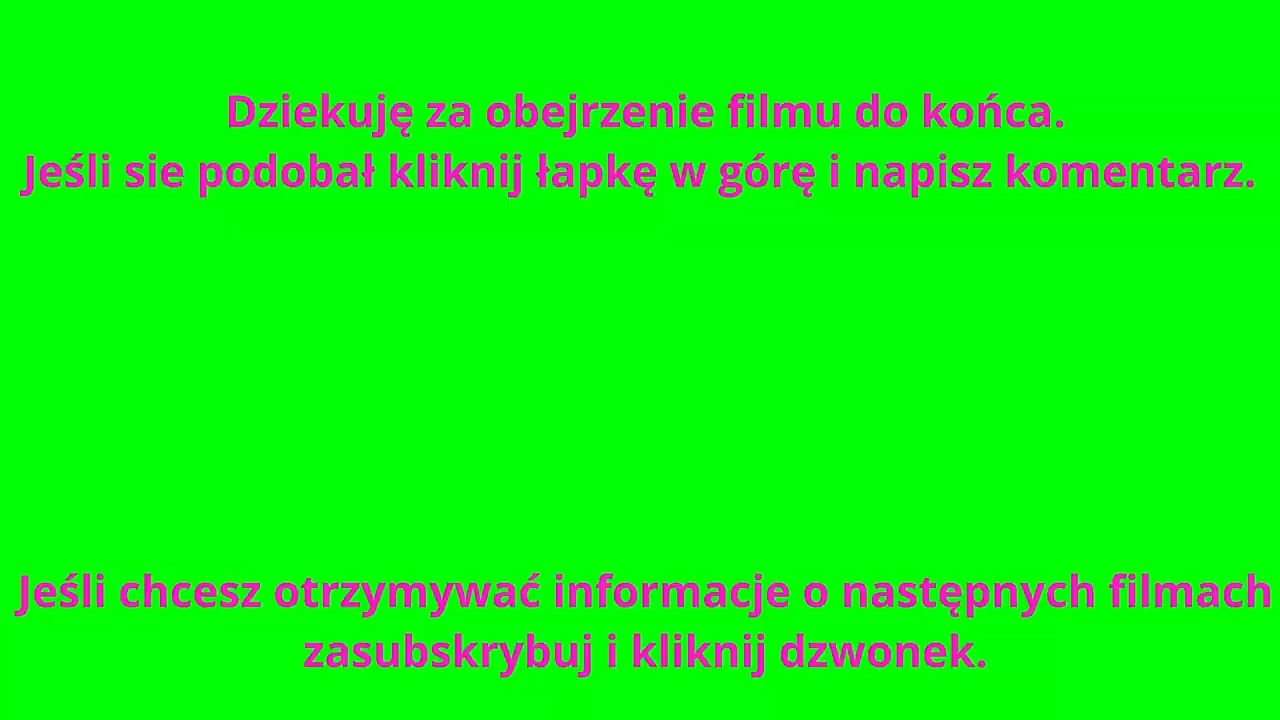 Dziekuję za obejrzenie filmu do końca.
Jeśli sie podobał kliknij łapkę w górę i napisz komentarz.
Jeśli chcesz otrzymywać informacje o następnych filmach
zasubskrybuj i kliknij dzwonek.